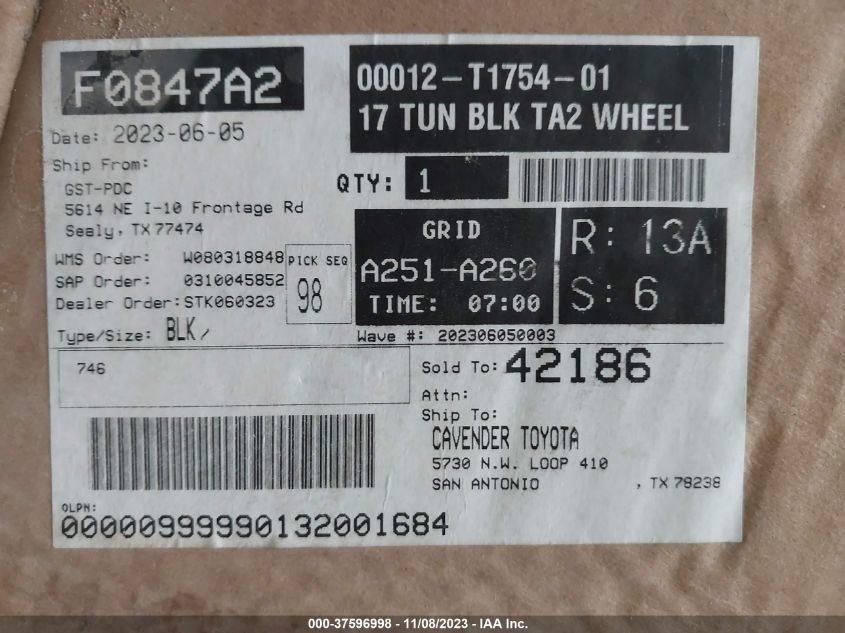 F0847A2
00012-T1754-01
17 TUN BLK TA2 WHEEL
Date: 2023-06-05
Ship From:
GST-PDC
5614 NE I-10 Frontage Rd
Sealy, TX 77474
QTY: 1
GRID
A251-A260
TIME: 07:00
R: 13A
S: 6
WMS Order: W080318848
SAP Order: 0310045852
Dealer Order: STK060323
PICK SEQ
98
Type/Size: BLK,
Wave #: 202306050003
746
Sold To: 42186
Attn:
Ship To:
CAVENDER TOYOTA
5730 N.W. LOOP 410
SAN ANTONIO , TX 78238
OLPN:
00000999990132001684
000-37596998 - 11/08/2023 - IAA Inc.